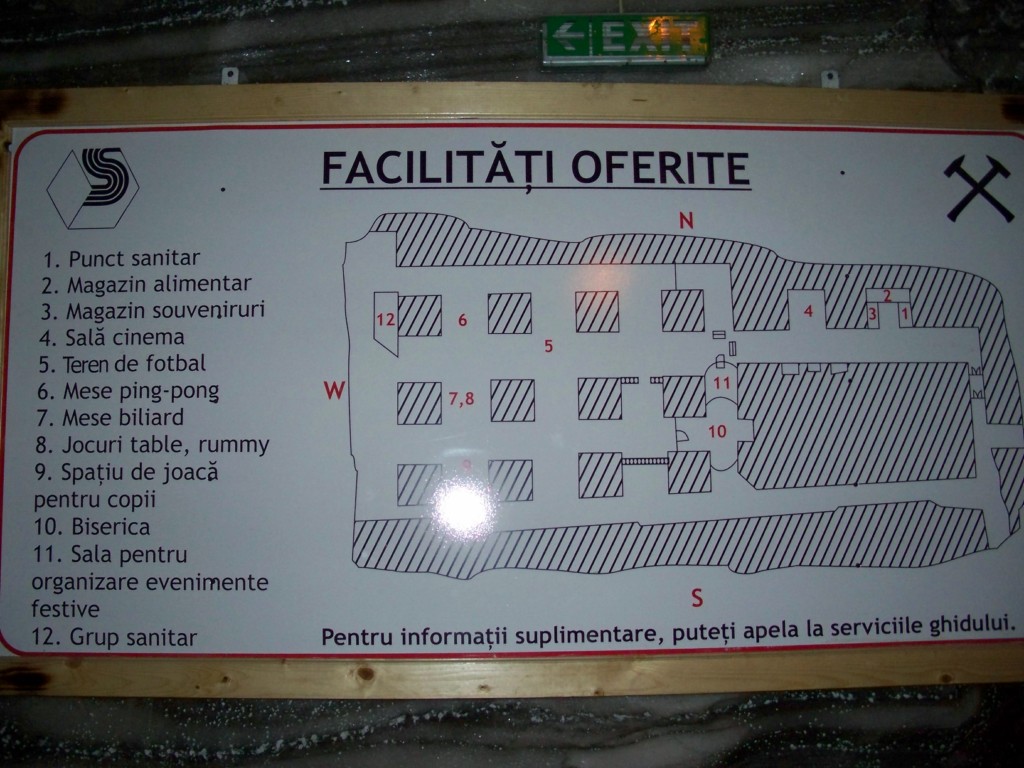 EXIT
FACILITĂȚI OFERITE
1. Punct sanitar
2. Magazin alimentar
3. Magazin souveniruri
4. Sală cinema
5. Teren de fotbal
6. Mese ping-pong
7. Mese biliard
8. Jocuri table, rummy
9. Spațiu de joacă
pentru copii
10. Biserica
11. Sala pentru
organizare evenimente
festive
12. Grup sanitar
N
12
6
5
4
2
3
1
W
7,8
11
10
9
S
Pentru informații suplimentare, puteți apela la serviciile ghidului.